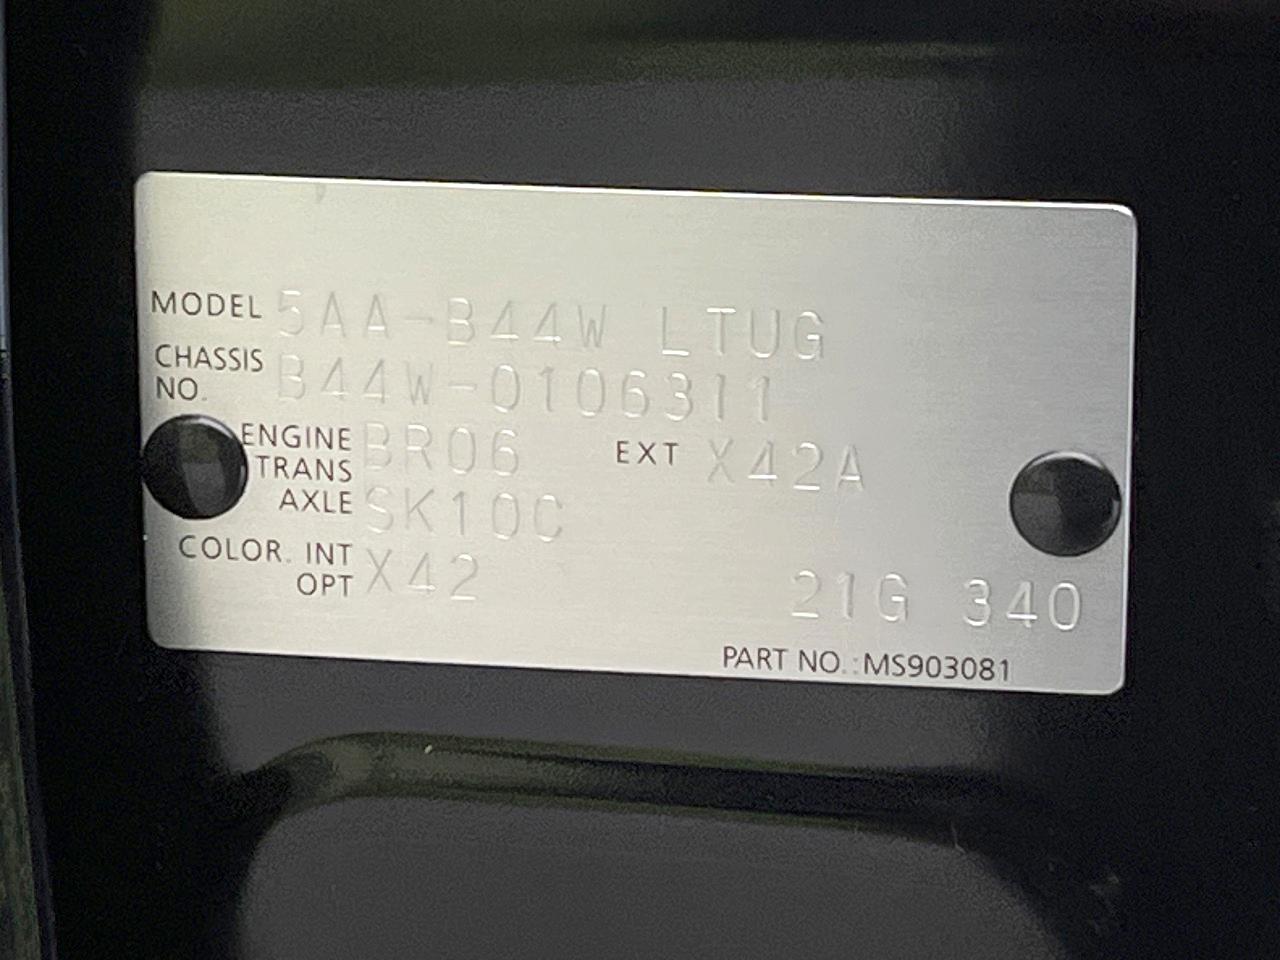 MODEL 5AA-B44W LTUG
CHASSIS NO. B44W-0106311
ENGINE BR06 EXT X42A
TRANS AXLE SK10C
COLOR. INT OPT X42
21G 340
PART NO.:MS903081